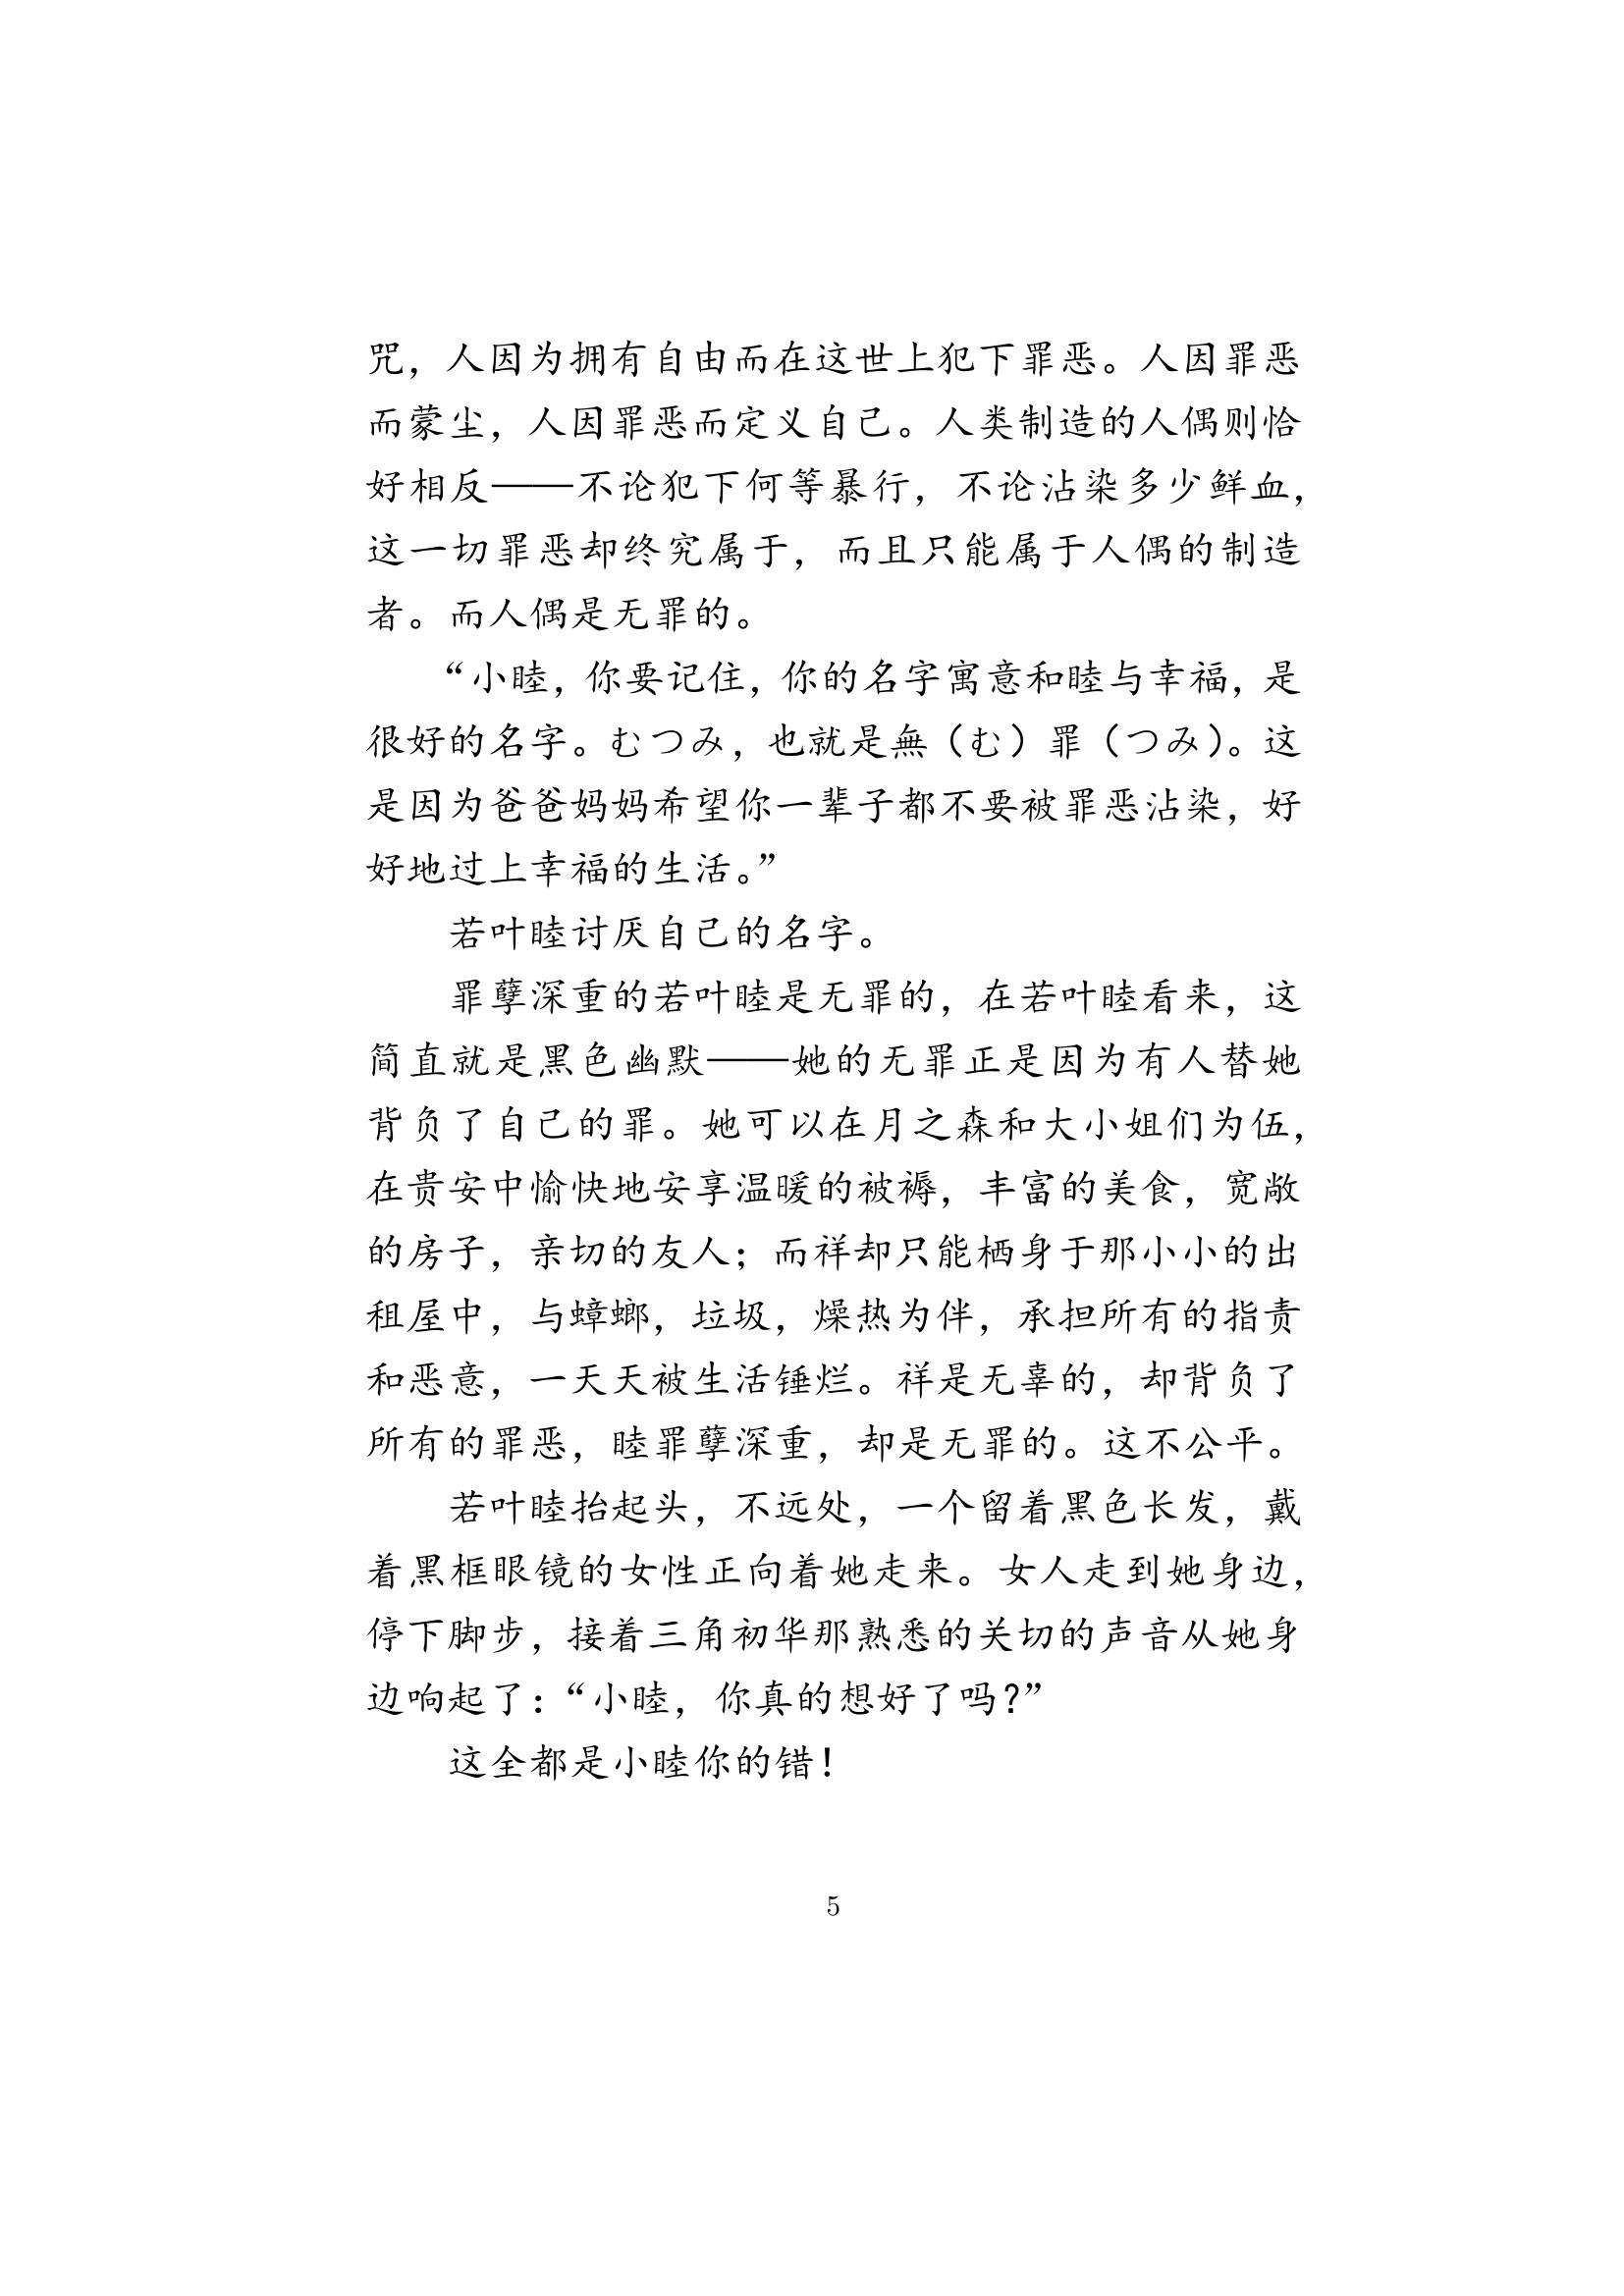 咒，人因为拥有自由而在这世上犯下罪恶。人因罪恶
而蒙尘，人因罪恶而定义自己。人类制造的人偶则恰
好相反——不论犯下何等暴行，不论沾染多少鲜血，
这一切罪恶却终究属于，而且只能属于人偶的制造
者。而人偶是无罪的。
“小睦，你要记住，你的名字寓意和睦与幸福，是
很好的名字。むつみ，也就是無（む）罪（つみ）。这
是因为爸爸妈妈希望你一辈子都不要被罪恶沾染，好
好地过上幸福的生活。”
若叶睦讨厌自己的名字。
罪孽深重的若叶睦是无罪的，在若叶睦看来，这
简直就是黑色幽默——她的无罪正是因为有人替她
背负了自己的罪。她可以在月之森和大小姐们为伍，
在贵安中愉快地安享温暖的被褥，丰富的美食，宽敞
的房子，亲切的友人；而祥却只能栖身于那小小的出
租屋中，与蟑螂，垃圾，燥热为伴，承担所有的指责
和恶意，一天天被生活锤烂。祥是无辜的，却背负了
所有的罪恶，睦罪孽深重，却是无罪的。这不公平。
若叶睦抬起头，不远处，一个留着黑色长发，戴
着黑框眼镜的女性正向着她走来。女人走到她身边，
停下脚步，接着三角初华那熟悉的关切的声音从她身
边响起了：“小睦，你真的想好了吗？”
这全都是小睦你的错！
5